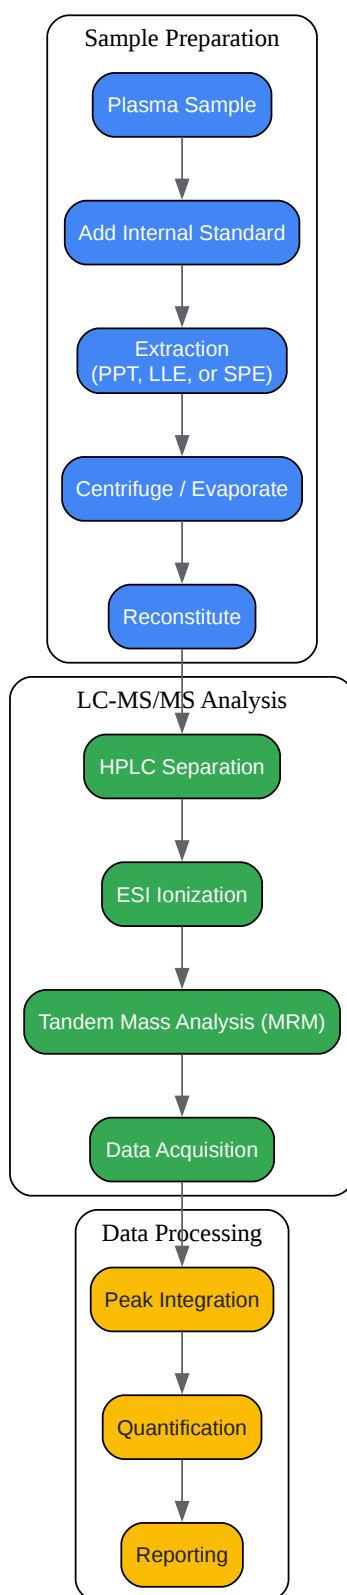 Sample Preparation
Plasma Sample
Add Internal Standard
Extraction
(PPT, LLE, or SPE)
Centrifuge / Evaporate
Reconstitute
LC-MS/MS Analysis
HPLC Separation
ESI Ionization
Tandem Mass Analysis (MRM)
Data Acquisition
Data Processing
Peak Integration
Quantification
Reporting